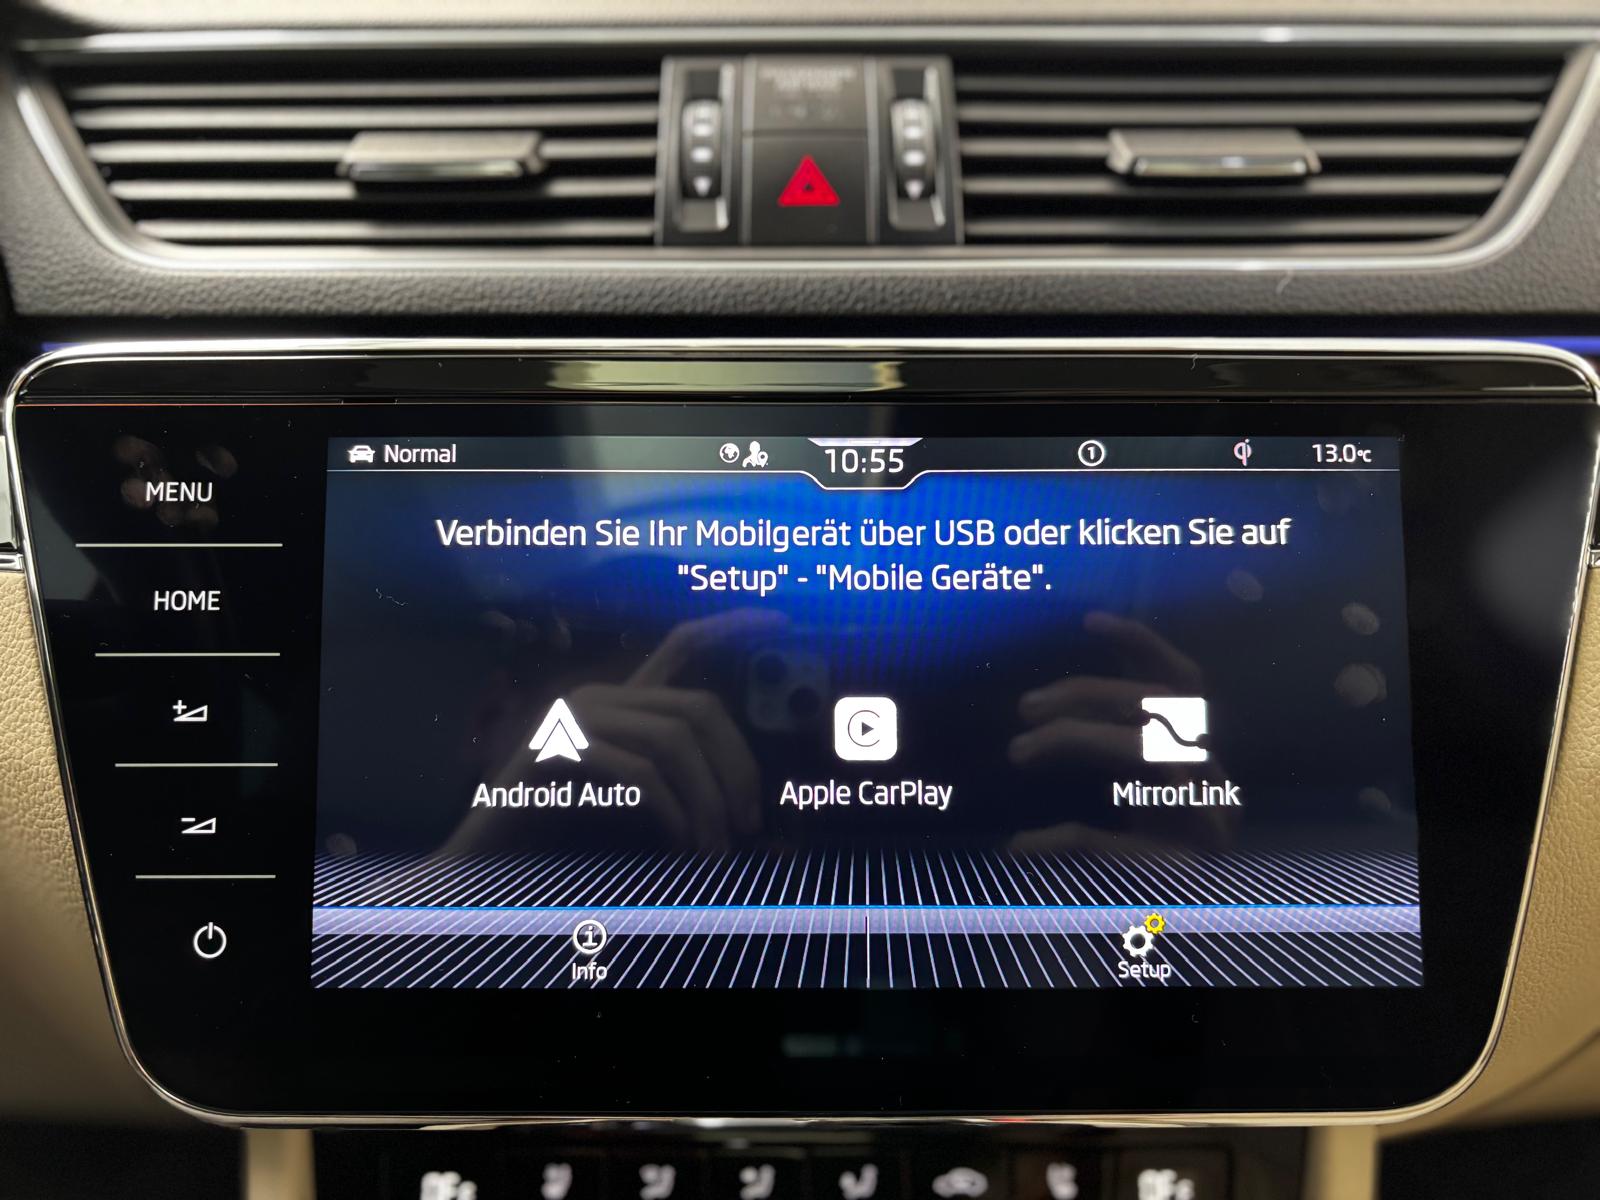 Normal
10:55
1
13.0°C
MENU
HOME
Verbinden Sie Ihr Mobilgerät über USB oder klicken Sie auf
"Setup" - "Mobile Geräte".
Android Auto
Apple CarPlay
MirrorLink
Info
Setup